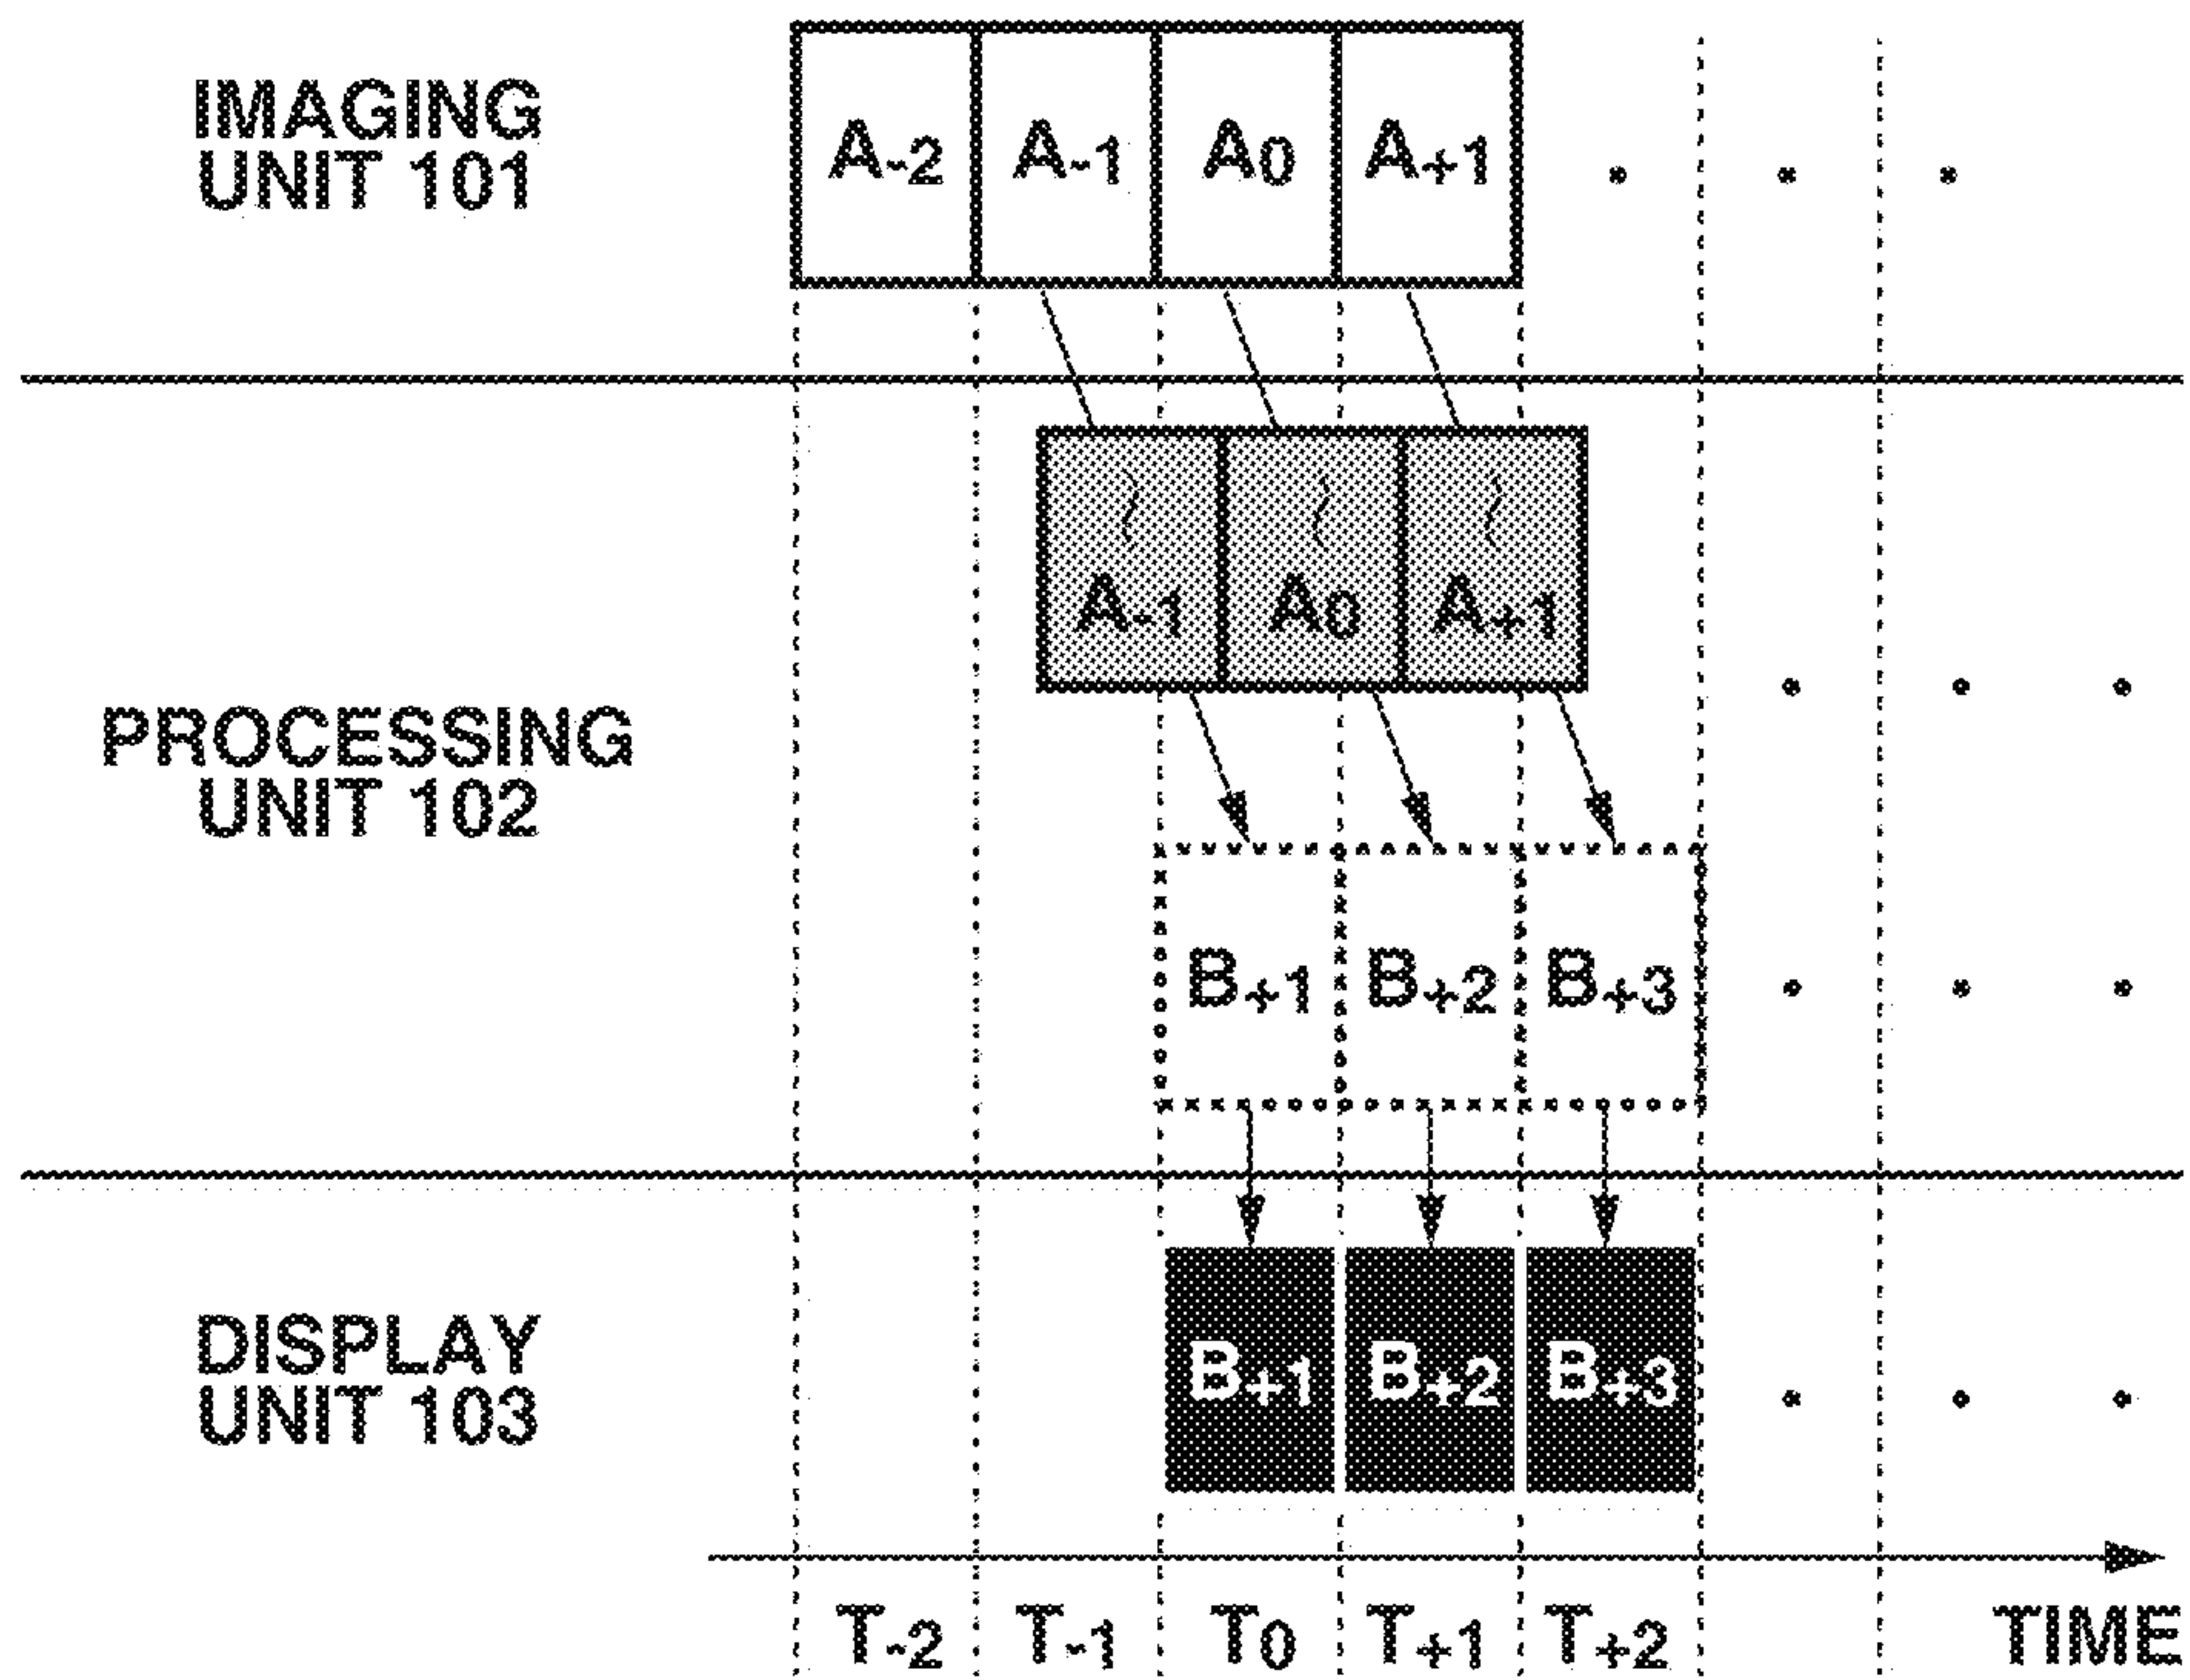 IMAGING
UNIT 101
A-2 A-1 A0 A+1
PROCESSING
UNIT 102
~ ~ ~
A-1 A0 A+1
B+1 B+2 B+3
DISPLAY
UNIT 103
B+1 B+2 B+3
T-2 T-1 T0 T+1 T+2 TIME